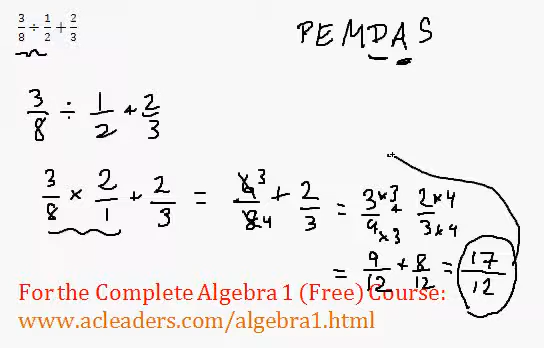 3/8 ÷ 1/2 + 2/3
PEMDAS
3/8 ÷ 1/2 + 2/3
3/8 × 2/1 + 2/3 = 6 3/8 4 + 2/3 = 3 × 3/4 × 3 + 2 × 4/3 × 4
= 9/12 + 8/12 = 17/12
For the Complete Algebra 1 (Free) Course:
www.acleaders.com/algebra1.html